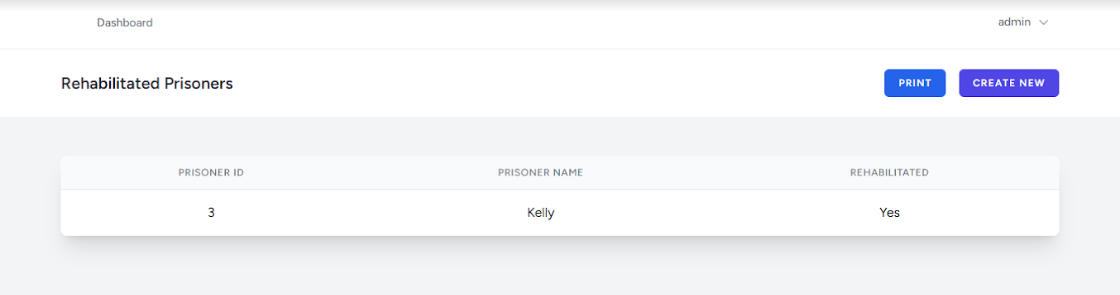 Dashboard admin
Rehabilitated Prisoners PRINT CREATE NEW
PRISONER ID PRISONER NAME REHABILITATED
3 Kelly Yes